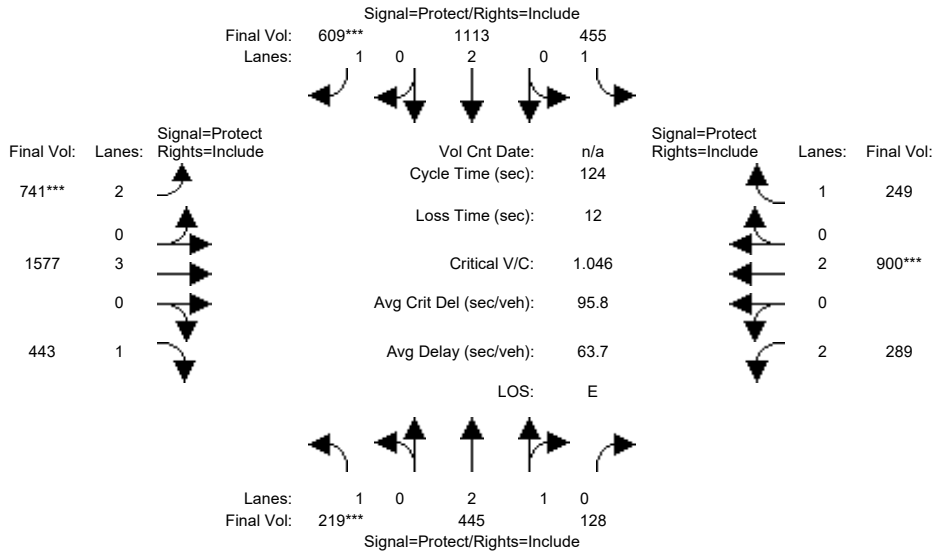 Signal=Protect/Rights=Include
Final Vol: 609*** 1113 455
Lanes: 1 0 2 0 1
Signal=Protect
Final Vol: Lanes: Rights=Include
Vol Cnt Date: n/a
Signal=Protect
Rights=Include Lanes: Final Vol:
Cycle Time (sec): 124
741*** 2
1 249
Loss Time (sec): 12
0
0
1577 3
Critical V/C: 1.046
2 900***
0
Avg Crit Del (sec/veh): 95.8
0
443 1
Avg Delay (sec/veh): 63.7
2 289
LOS: E
Lanes: 1 0 2 1 0
Final Vol: 219*** 445 128
Signal=Protect/Rights=Include